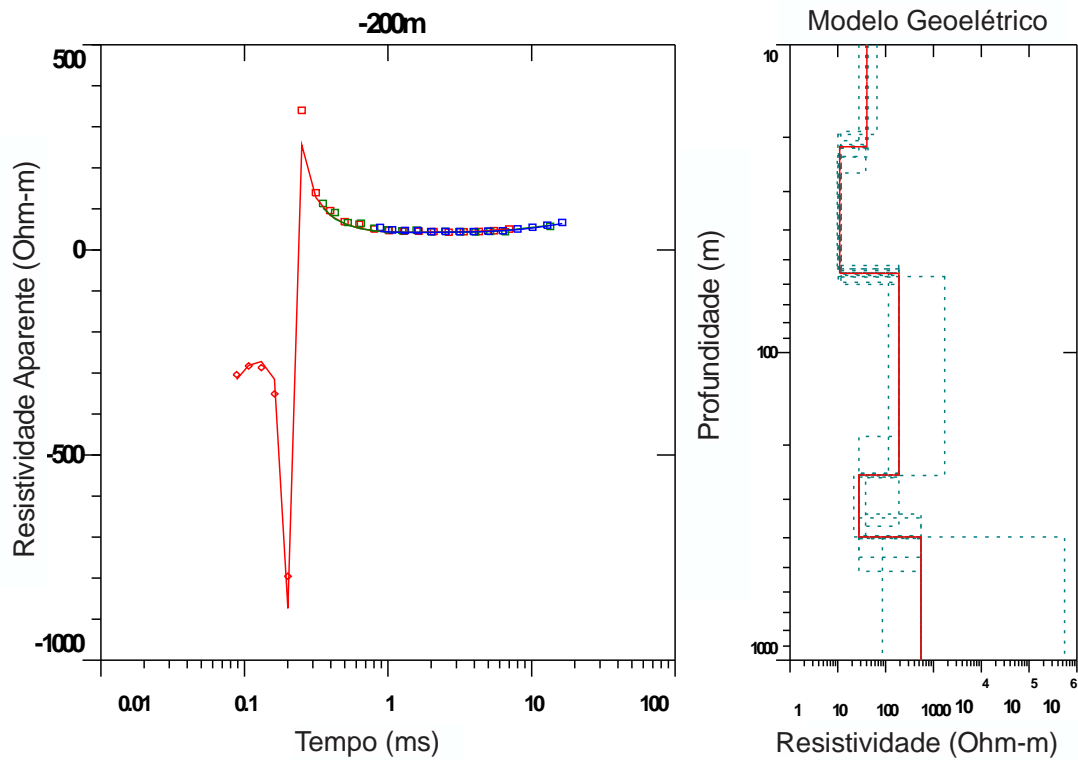 -200m
500
0
-500
-1000
Resistividade Aparente (Ohm-m)
0.01 0.1 1 10 100
Tempo (ms)
Modelo Geoelétrico
10
100
1000
Profundidade (m)
4 5 6
1 10 100 1000 10 10 10
Resistividade (Ohm-m)